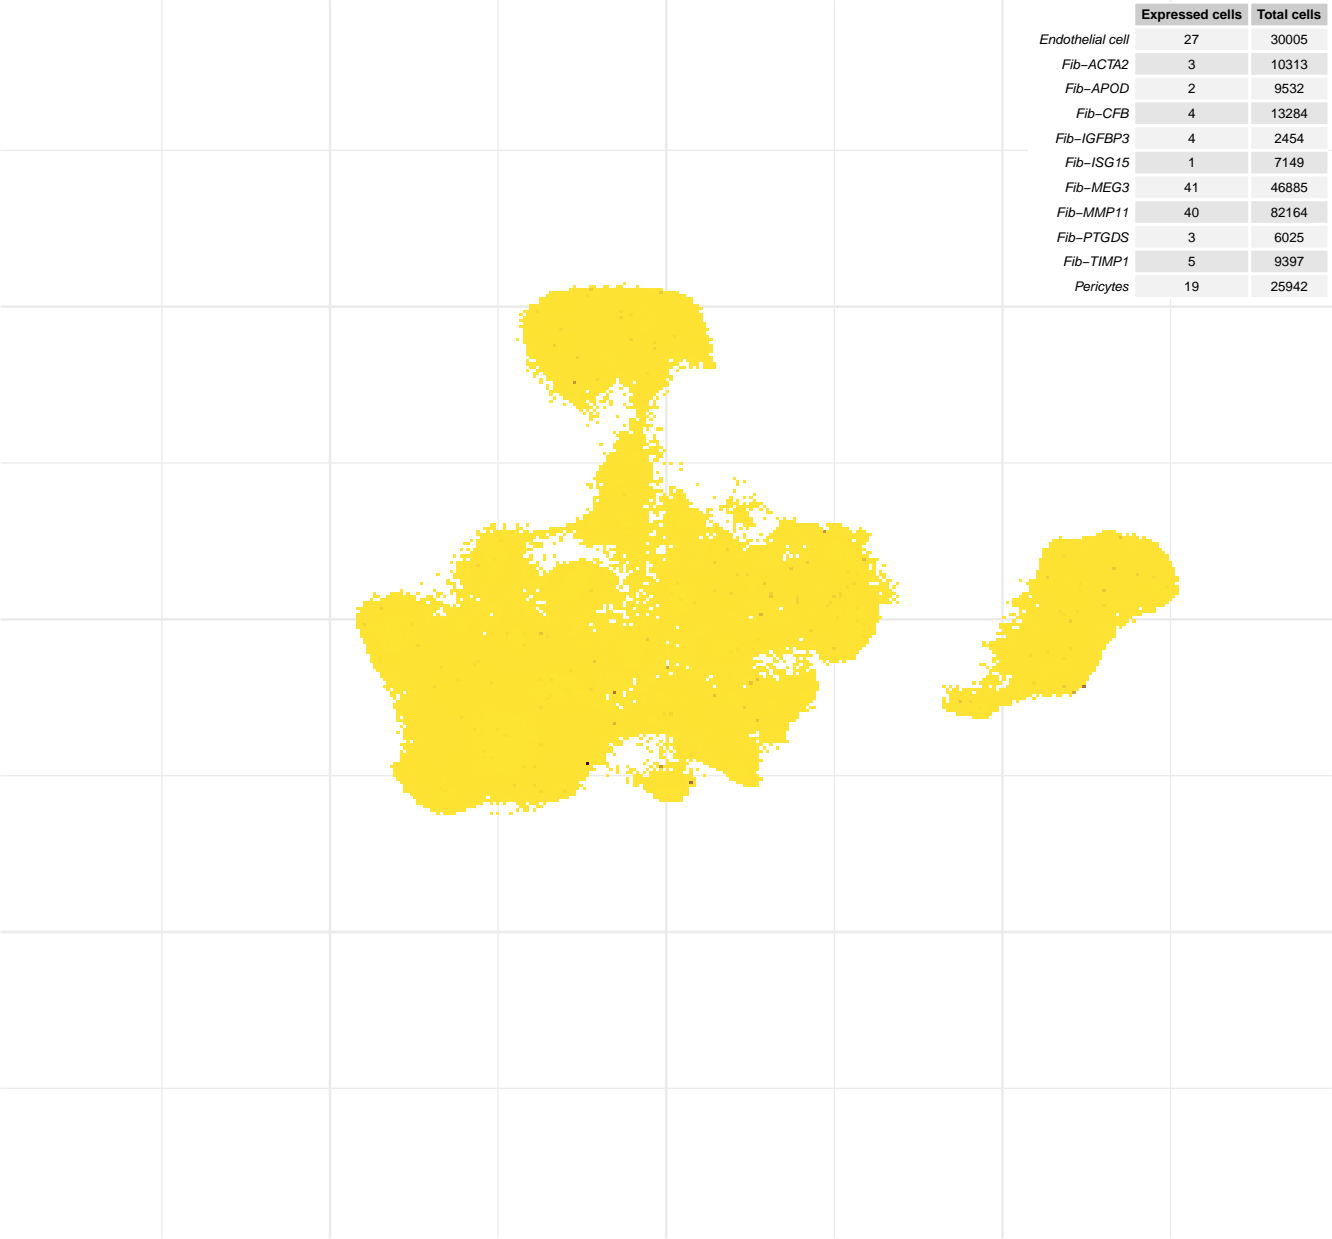 Expressed cells Total cells
Endothelial cell 27 30005
Fib−ACTA2 3 10313
Fib−APOD 2 9532
Fib−CFB 4 13284
Fib−IGFBP3 4 2454
Fib−ISG15 1 7149
Fib−MEG3 41 46885
Fib−MMP11 40 82164
Fib−PTGDS 3 6025
Fib−TIMP1 5 9397
Pericytes 19 25942